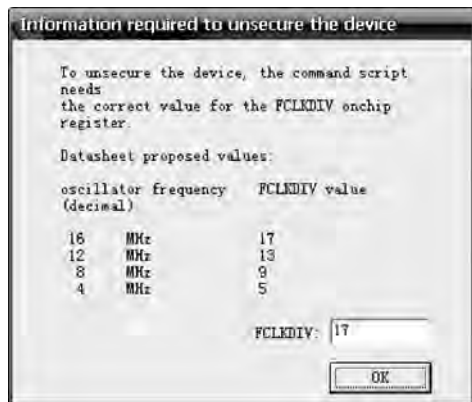 Information required to unsecure the device
To unsecure the device, the command script
needs
the correct value for the FCLKDIV onchip
register.
Datasheet proposed values:
oscillator frequency FCLKDIV value
(decimal)
16 MHz 17
12 MHz 13
8 MHz 9
4 MHz 5
FCLKDIV: 17
OK